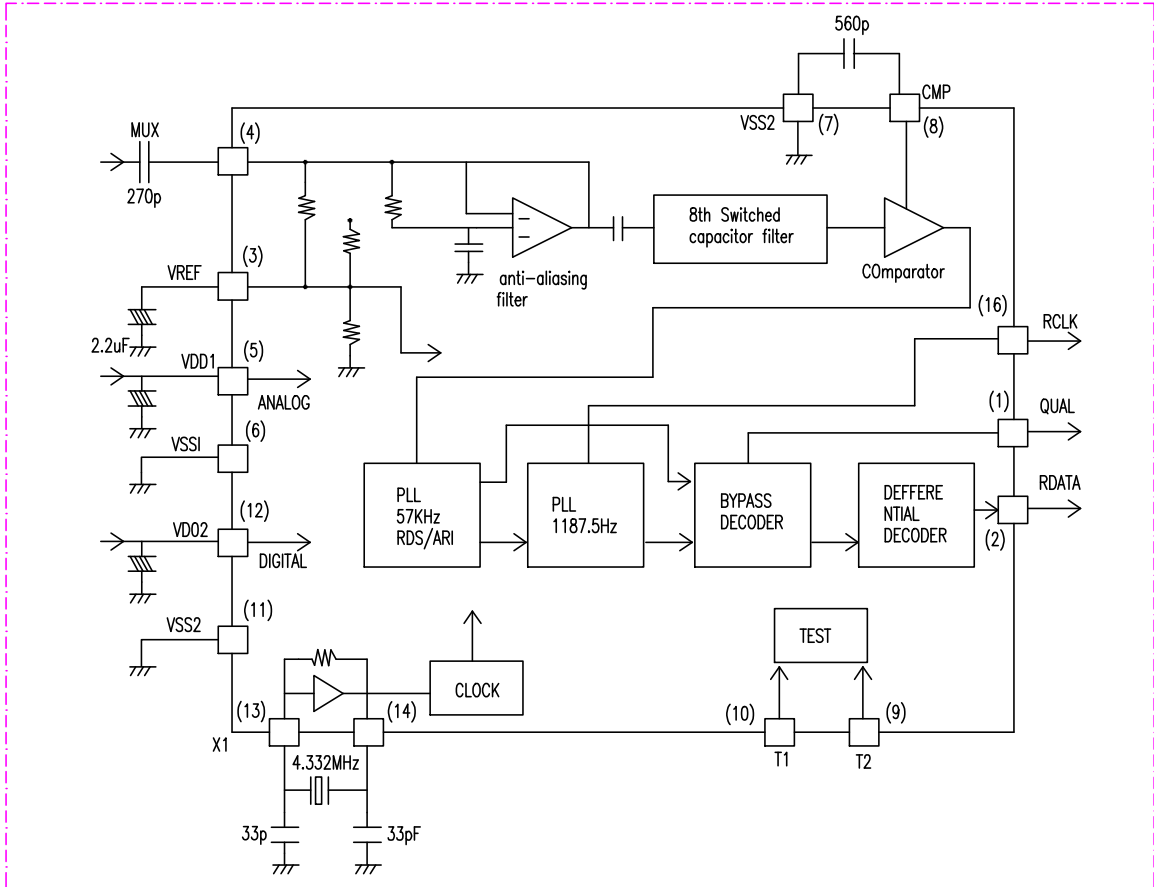 560p
CMP
VSS2
(7)
(8)
MUX
(4)
270p
8th Switched
capacitor filter
(3)
VREF
anti-aliasing
filter
COmparator
(16)
RCLK
2.2uF
(5)
VDD1
ANALOG
(1)
QUAL
(6)
VSSI
PLL
57KHz
RDS/ARI
PLL
1187.5Hz
BYPASS
DECODER
DEFFERE
NTIAL
DECODER
RDATA
(2)
(12)
VDO2
DIGITAL
(11)
VSS2
TEST
CLOCK
(13)
(14)
(10)
(9)
X1
T1
T2
4.332MHz
33p
33pF